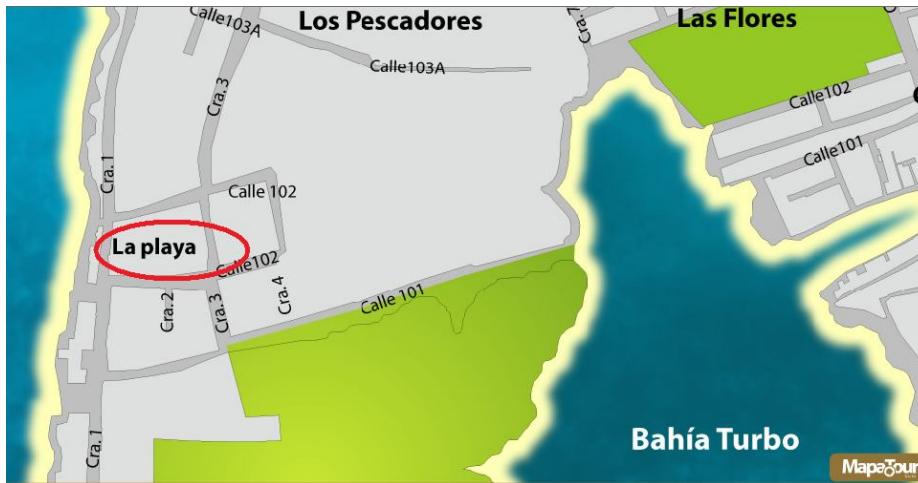 Los Pescadores
Las Flores
Cra. 7
Calle103A
Calle103A
Cra. 3
Calle102
Calle101
Cra. 1
Calle 102
La playa
Calle102
Cra.2
Cra.3
Cra. 4
Calle 101
Bahía Turbo
Cra. 1
MapaTour